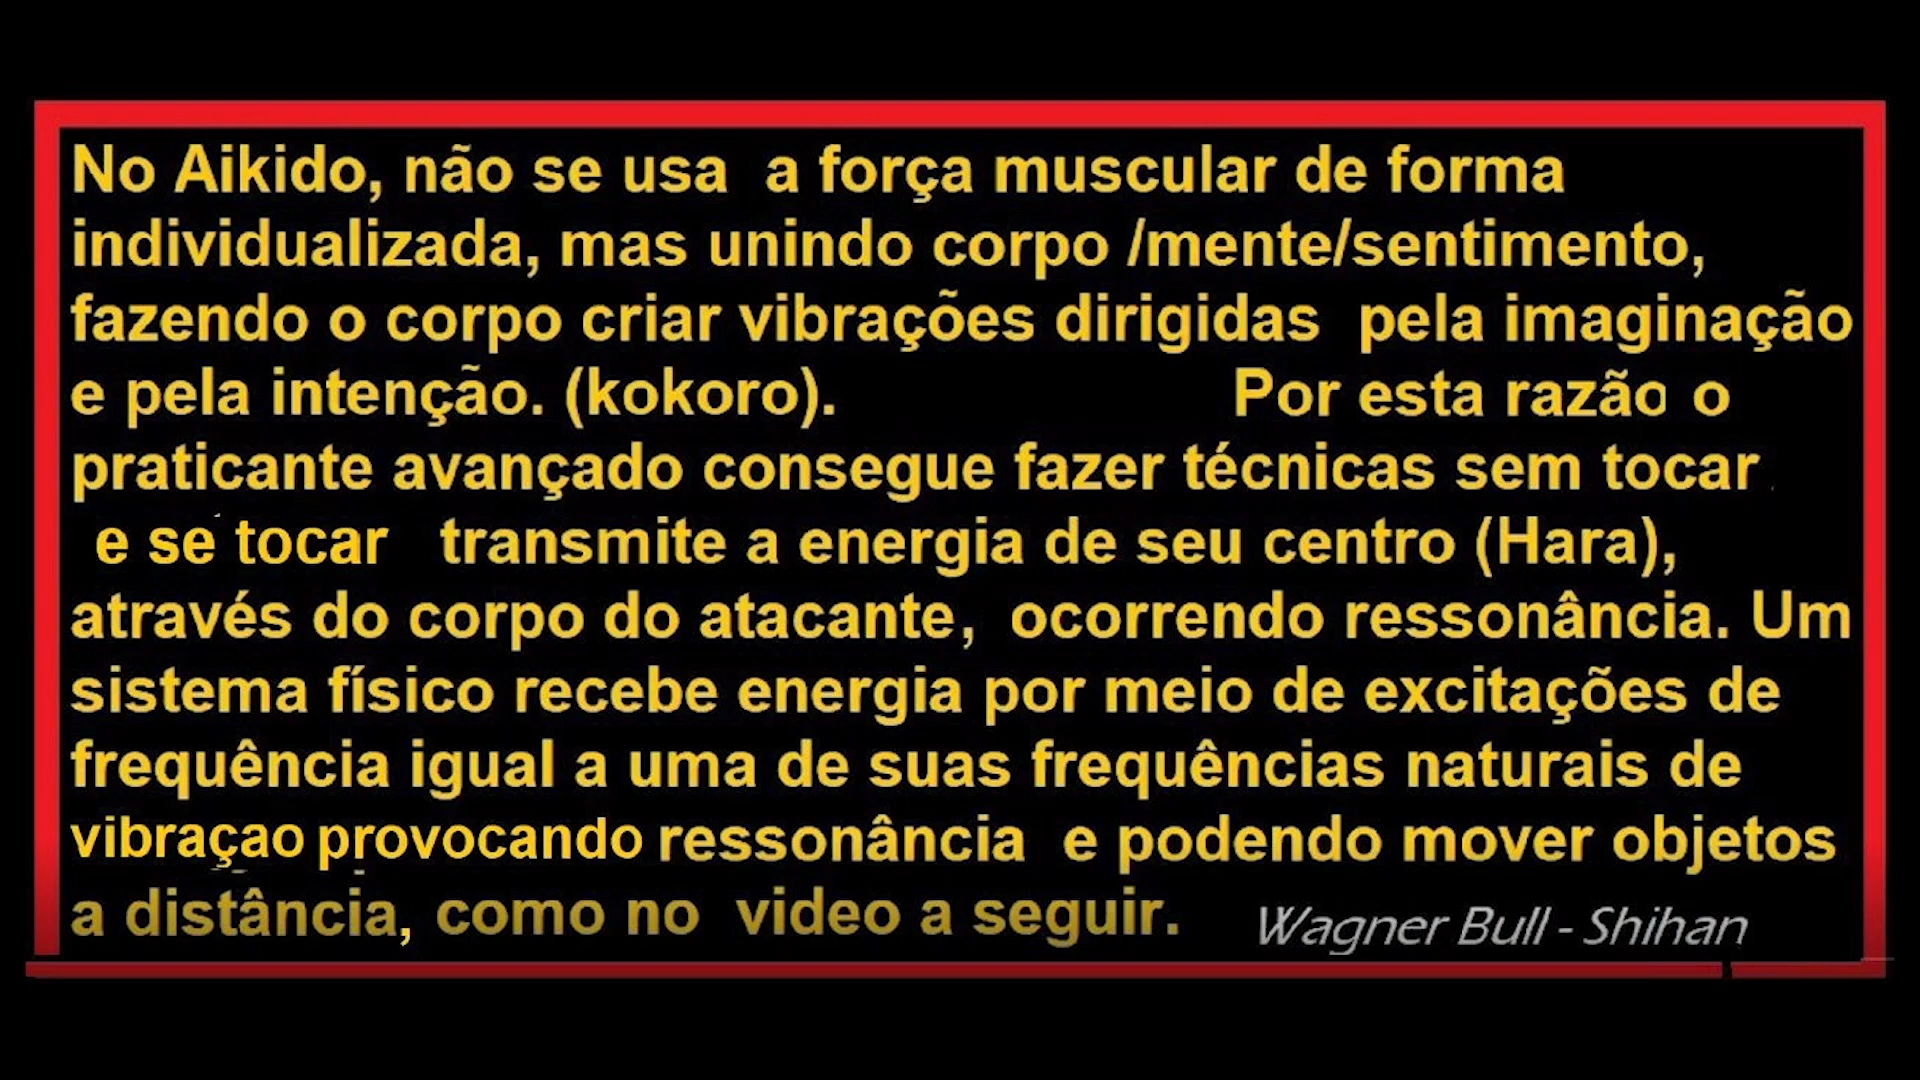 No Aikido, não se usa a força muscular de forma
individualizada, mas unindo corpo /mente/sentimento,
fazendo o corpo criar vibrações dirigidas pela imaginação
e pela intenção. (kokoro). Por esta razão o
praticante avançado consegue fazer técnicas sem tocar
e se tocar transmite a energia de seu centro (Hara),
através do corpo do atacante, ocorrendo ressonância. Um
sistema físico recebe energia por meio de excitações de
frequência igual a uma de suas frequências naturais de
vibraçao provocando ressonância e podendo mover objetos
a distância, como no video a seguir.
Wagner Bull - Shihan